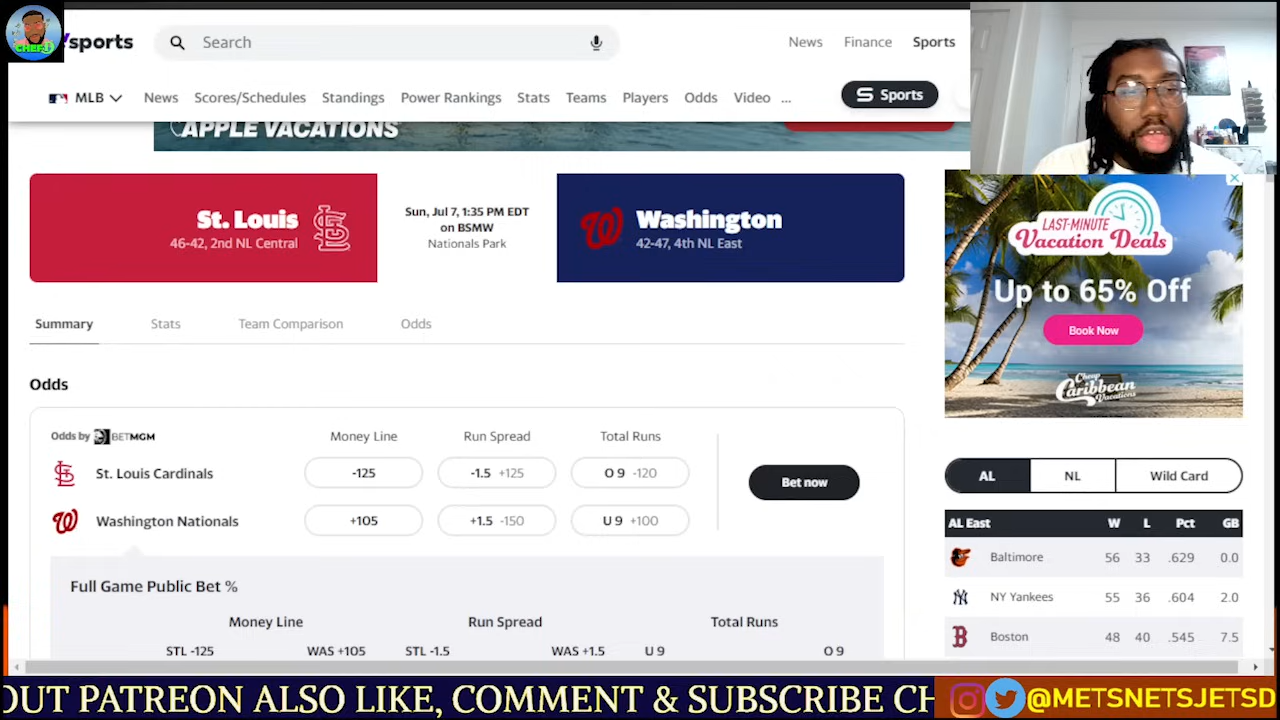 CHEFJ
sports
Search
News Finance Sports
MLB News Scores/Schedules Standings Power Rankings Stats Teams Players Odds Video ...
S Sports
APPLE VACATIONS
St. Louis
46-42, 2nd NL Central
Sun, Jul 7, 1:35 PM EDT
on BSMW
Nationals Park
W
Washington
42-47, 4th NL East
LAST-MINUTE
Vacation Deals
Up to 65% Off
Book Now
Cheap
Caribbean
Vacations
Summary Stats Team Comparison Odds
Odds
Odds by BETMGM Money Line Run Spread Total Runs
St. Louis Cardinals -125 -1.5 +125 O 9 -120
Washington Nationals +105 +1.5 -150 U 9 +100
Bet now
Full Game Public Bet %
Money Line Run Spread Total Runs
STL -125 WAS +105 STL -1.5 WAS +1.5 U 9 O 9
AL NL Wild Card
AL East W L Pct GB
Baltimore 56 33 .629 0.0
NY Yankees 55 36 .604 2.0
Boston 48 40 .545 7.5
OUT PATREON ALSO LIKE, COMMENT & SUBSCRIBE CH
@METSNETSJETSD